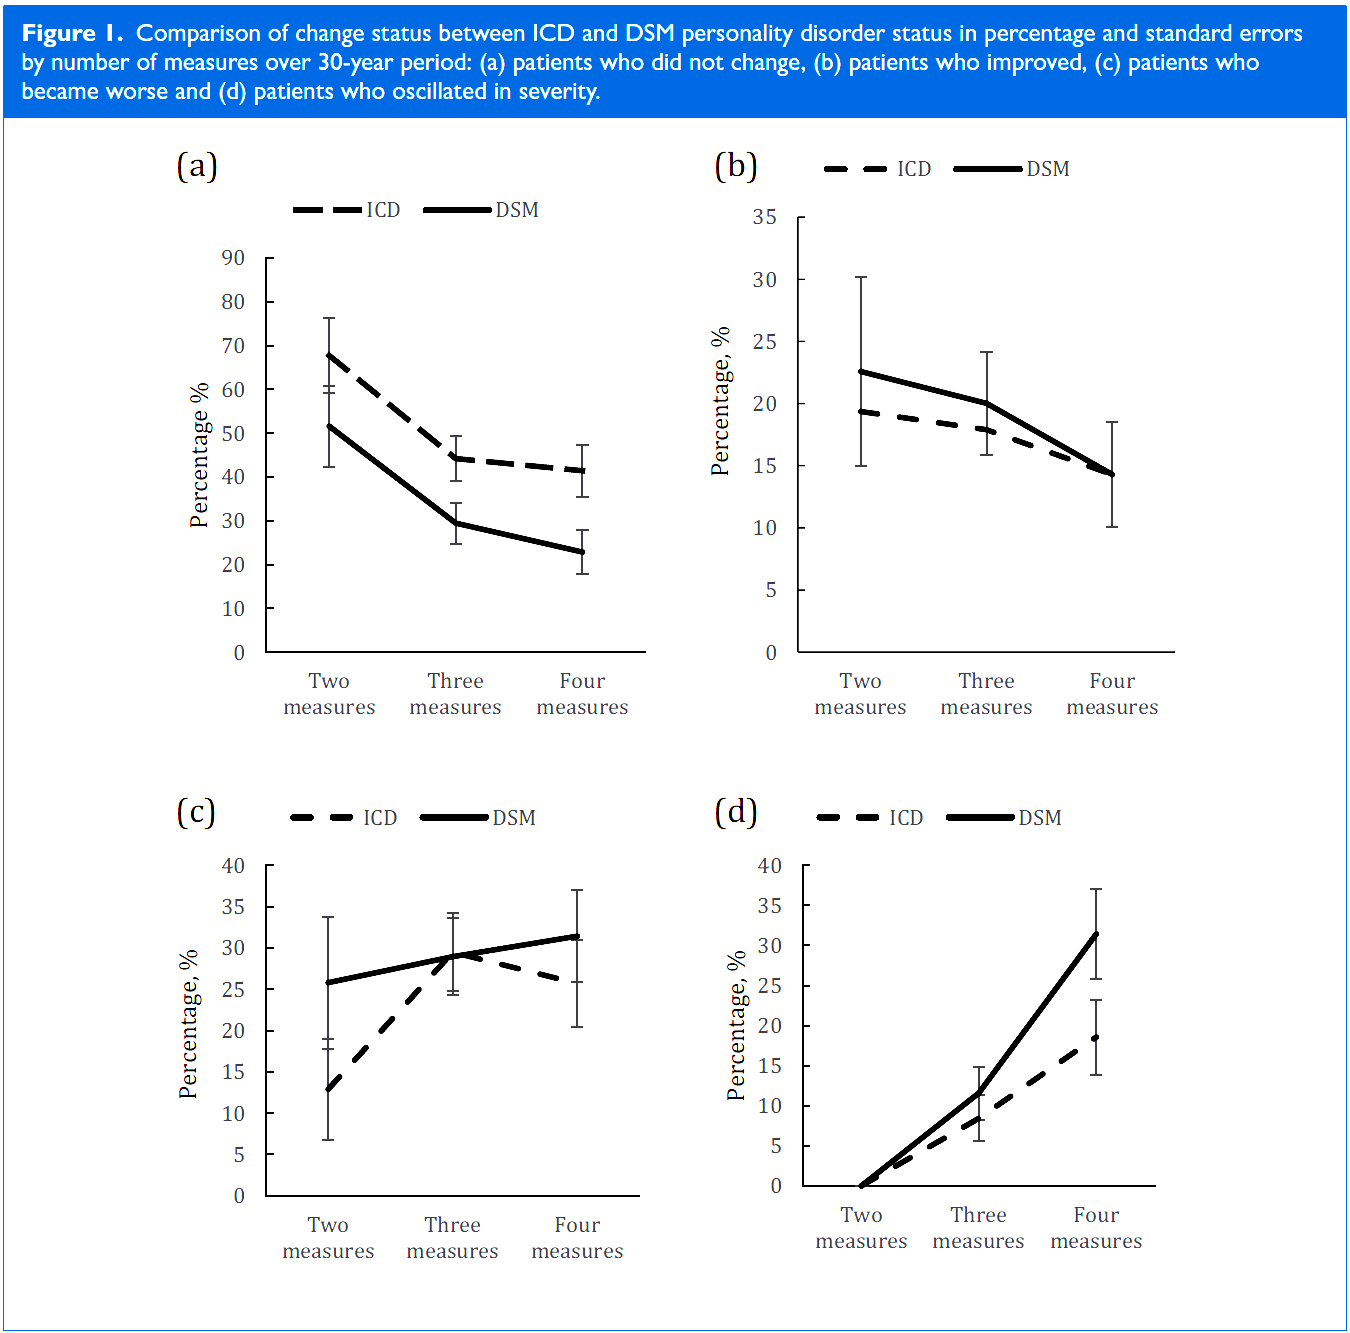 Figure 1. Comparison of change status between ICD and DSM personality disorder status in percentage and standard errors
by number of measures over 30-year period: (a) patients who did not change, (b) patients who improved, (c) patients who
became worse and (d) patients who oscillated in severity.
(a)
ICD DSM
Percentage %
90
80
70
60
50
40
30
20
10
0
Two measures
Three measures
Four measures
(b)
ICD DSM
Percentage, %
35
30
25
20
15
10
5
0
Two measures
Three measures
Four measures
(c)
ICD DSM
Percentage, %
40
35
30
25
20
15
10
5
0
Two measures
Three measures
Four measures
(d)
ICD DSM
Percentage, %
40
35
30
25
20
15
10
5
0
Two measures
Three measures
Four measures